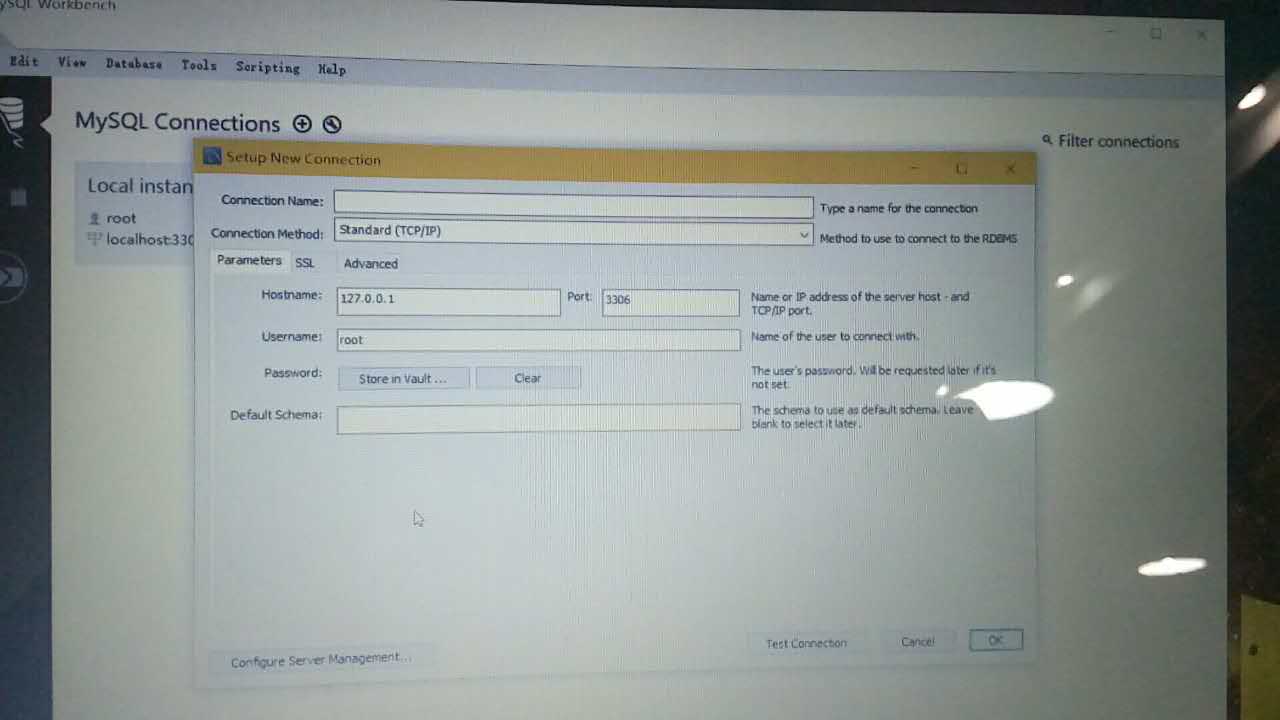 MySQL Workbench
Edit View Database Tools Scripting Help
MySQL Connections
Filter connections
Local instan
root
localhost:330
Setup New Connection
Connection Name:
Type a name for the connection
Connection Method: Standard (TCP/IP)
Method to use to connect to the RDBMS
Parameters SSL Advanced
Hostname: 127.0.0.1 Port: 3306
Name or IP address of the server host - and
TCP/IP port.
Username: root
Name of the user to connect with.
Password: Store in Vault ... Clear
The user's password. Will be requested later if it's
not set.
Default Schema:
The schema to use as default schema. Leave
blank to select it later.
Configure Server Management...
Test Connection Cancel OK